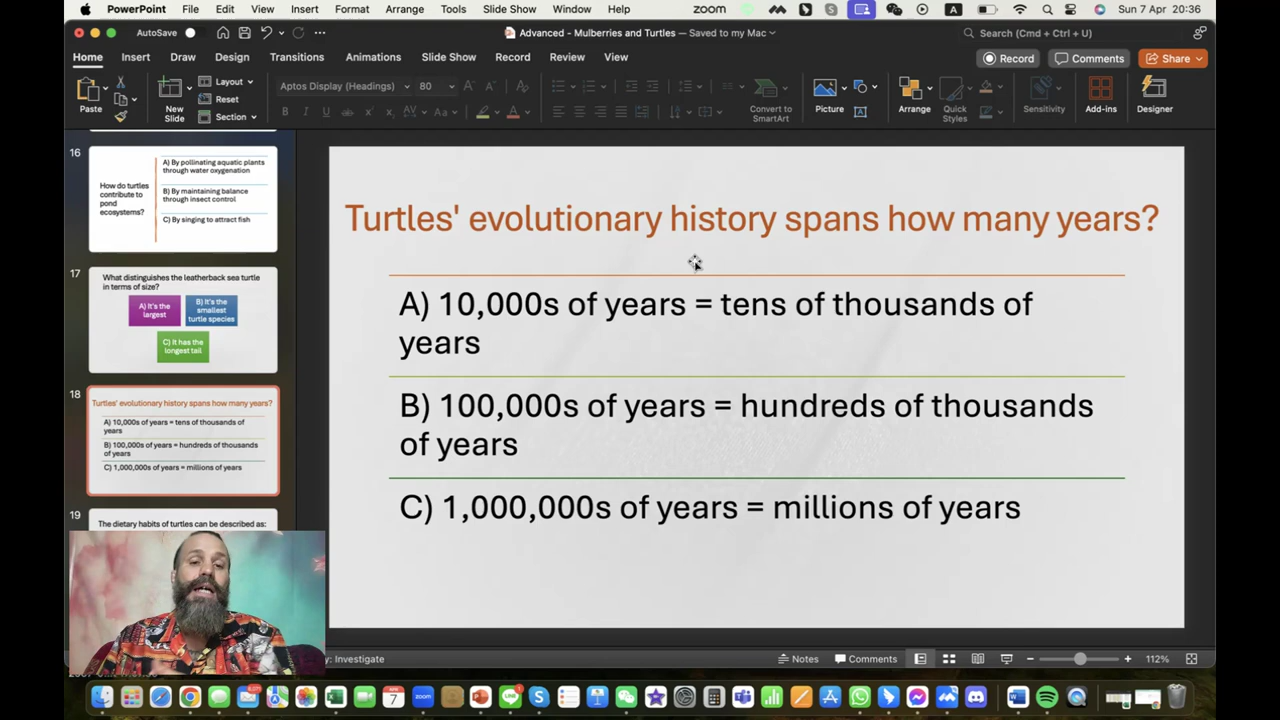 PowerPoint File Edit View Insert Format Arrange Tools Slide Show Window Help zoom Sun 7 Apr 20:36
AutoSave Advanced - Mulberries and Turtles — Saved to my Mac Search (Cmd + Ctrl + U)
Home Insert Draw Design Transitions Animations Slide Show Record Review View Record Comments Share
Paste New Slide Layout Reset Section Aptos Display (Headings) 80 Convert to SmartArt Picture Arrange Quick Styles Sensitivity Add-ins Designer
16
How do turtles
contribute to
pond
ecosystems?
A) By pollinating aquatic plants
through water oxygenation
B) By maintaining balance
through insect control
C) By singing to attract fish
17
What distinguishes the leatherback sea turtle
in terms of size?
A) It's the
largest
B) It's the
smallest
turtle species
C) It has the
longest tail
18
Turtles' evolutionary history spans how many years?
A) 10,000s of years = tens of thousands of
years
B) 100,000s of years = hundreds of thousands
of years
C) 1,000,000s of years = millions of years
19
The dietary habits of turtles can be described as:
Turtles' evolutionary history spans how many years?
A) 10,000s of years = tens of thousands of
years
B) 100,000s of years = hundreds of thousands
of years
C) 1,000,000s of years = millions of years
Investigate Notes Comments 112%